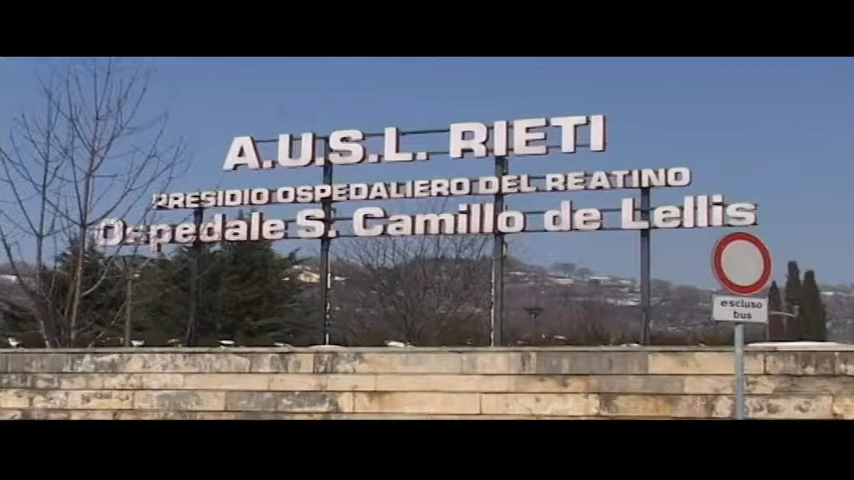 A.U.S.L. RIETI
PRESIDIO OSPEDALIERO DEL REATINO
Ospedale S. Camillo de Lellis
escluso
bus